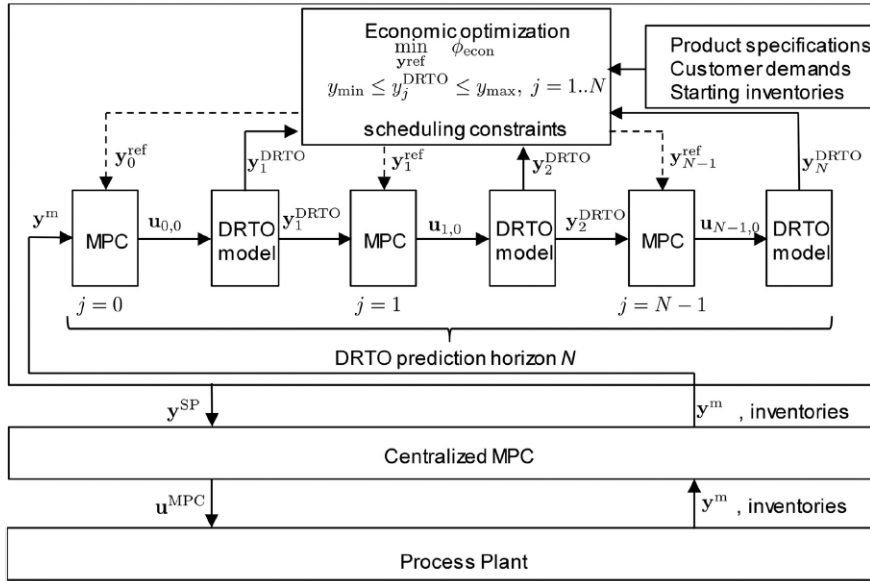 Economic optimization
min φ_econ
y^ref
y_min ≤ y_j^DRTO ≤ y_max, j = 1..N
scheduling constraints
Product specifications
Customer demands
Starting inventories
y_0^ref
y_1^DRTO
y_1^ref
y_2^DRTO
y_{N-1}^ref
y_N^DRTO
y^m
MPC
u_{0,0}
DRTO
model
y_1^DRTO
MPC
u_{1,0}
DRTO
model
y_2^DRTO
MPC
u_{N-1,0}
DRTO
model
j = 0
j = 1
j = N − 1
DRTO prediction horizon N
y^SP
y^m , inventories
Centralized MPC
u^MPC
y^m , inventories
Process Plant